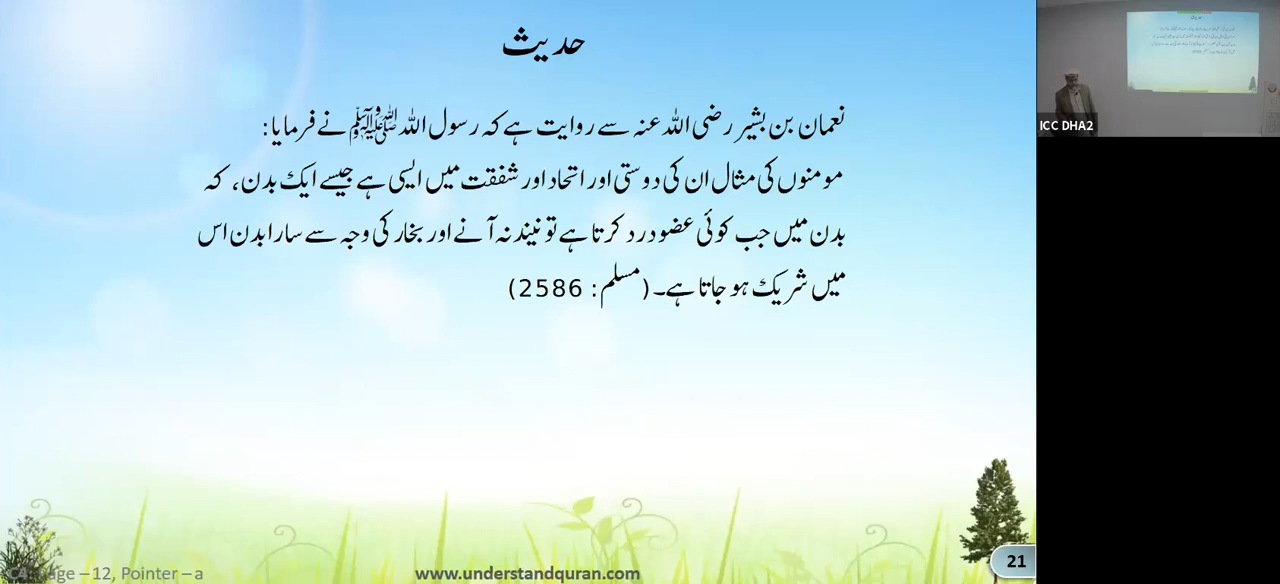 حدیث
نعمان بن بشیر رضی اللہ عنہ سے روایت ہے کہ رسول اللہ ﷺ نے فرمایا:
مومنوں کی مثال ان کی دوستی اور اتحاد اور شفقت میں ایسی ہے جیسے ایک بدن، کہ
بدن میں جب کوئی عضو درد کرتا ہے تو نیند نہ آنے اور بخار کی وجہ سے سارا بدن اس
میں شریک ہو جاتا ہے۔ (مسلم: 2586)
ICC DHA2
–12, Pointer –a
www.understandquran.com
21